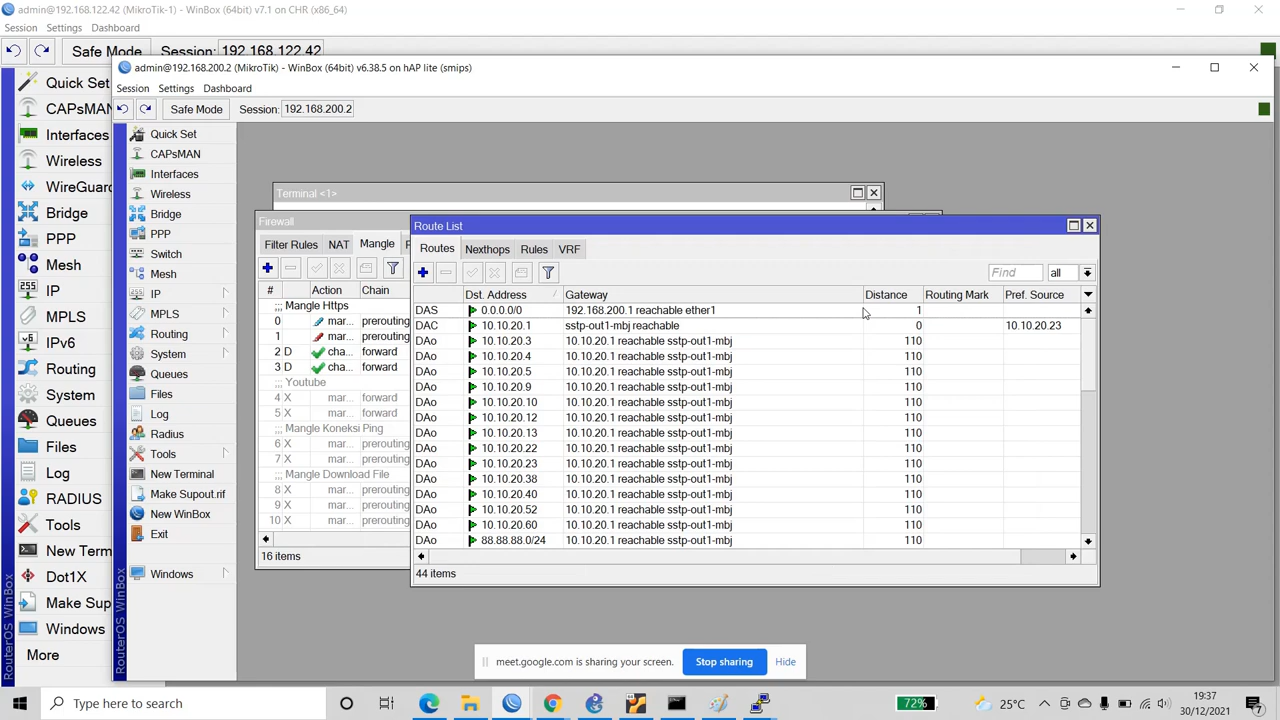 admin@192.168.122.42 (MikroTik-1) - WinBox (64bit) v7.1 on CHR (x86_64)
Session Settings Dashboard
Safe Mode Session: 192.168.122.42
admin@192.168.200.2 (MikroTik) - WinBox (64bit) v6.38.5 on hAP lite (smips)
Session Settings Dashboard
Safe Mode Session: 192.168.200.2
Quick Set
CAPsMAN
Interfaces
Wireless
WireGuard
Bridge
PPP
Mesh
IP
MPLS
IPv6
Routing
System
Queues
Files
Log
RADIUS
Tools
New Term
Dot1X
Make Sup
Windows
More
RouterOS WinBox
Quick Set
CAPsMAN
Interfaces
Wireless
Bridge
PPP
Switch
Mesh
IP
MPLS
Routing
System
Queues
Files
Log
Radius
Tools
New Terminal
Make Supout.rif
New WinBox
Exit
Windows
RouterOS WinBox
Terminal <1>
Firewall
Filter Rules NAT Mangle
# Action Chain
;;; Mangle Https
0 mar... prerouting
1 mar... prerouting
2 D cha... forward
3 D cha... forward
;;; Youtube
4 X mar... forward
5 X mar... forward
;;; Mangle Koneksi Ping
6 X mar... prerouting
7 X mar... prerouting
;;; Mangle Download File
8 X mar... prerouting
9 X mar... prerouting
10 X mar... prerouting
16 items
Route List
Routes Nexthops Rules VRF
Find all
Dst. Address Gateway Distance Routing Mark Pref. Source
DAS 0.0.0.0/0 192.168.200.1 reachable ether1 1
DAC 10.10.20.1 sstp-out1-mbj reachable 0 10.10.20.23
DAo 10.10.20.3 10.10.20.1 reachable sstp-out1-mbj 110
DAo 10.10.20.4 10.10.20.1 reachable sstp-out1-mbj 110
DAo 10.10.20.5 10.10.20.1 reachable sstp-out1-mbj 110
DAo 10.10.20.9 10.10.20.1 reachable sstp-out1-mbj 110
DAo 10.10.20.10 10.10.20.1 reachable sstp-out1-mbj 110
DAo 10.10.20.12 10.10.20.1 reachable sstp-out1-mbj 110
DAo 10.10.20.13 10.10.20.1 reachable sstp-out1-mbj 110
DAo 10.10.20.22 10.10.20.1 reachable sstp-out1-mbj 110
DAo 10.10.20.23 10.10.20.1 reachable sstp-out1-mbj 110
DAo 10.10.20.38 10.10.20.1 reachable sstp-out1-mbj 110
DAo 10.10.20.40 10.10.20.1 reachable sstp-out1-mbj 110
DAo 10.10.20.52 10.10.20.1 reachable sstp-out1-mbj 110
DAo 10.10.20.60 10.10.20.1 reachable sstp-out1-mbj 110
DAo 88.88.88.0/24 10.10.20.1 reachable sstp-out1-mbj 110
44 items
meet.google.com is sharing your screen. Stop sharing Hide
Type here to search
72%
25°C
19:37
30/12/2021
7